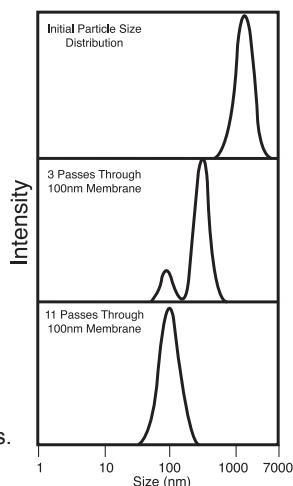 Initial Particle Size
Distribution
3 Passes Through
100nm Membrane
11 Passes Through
100nm Membrane
Intensity
s.
1 10 100 1000 7000
Size (nm)